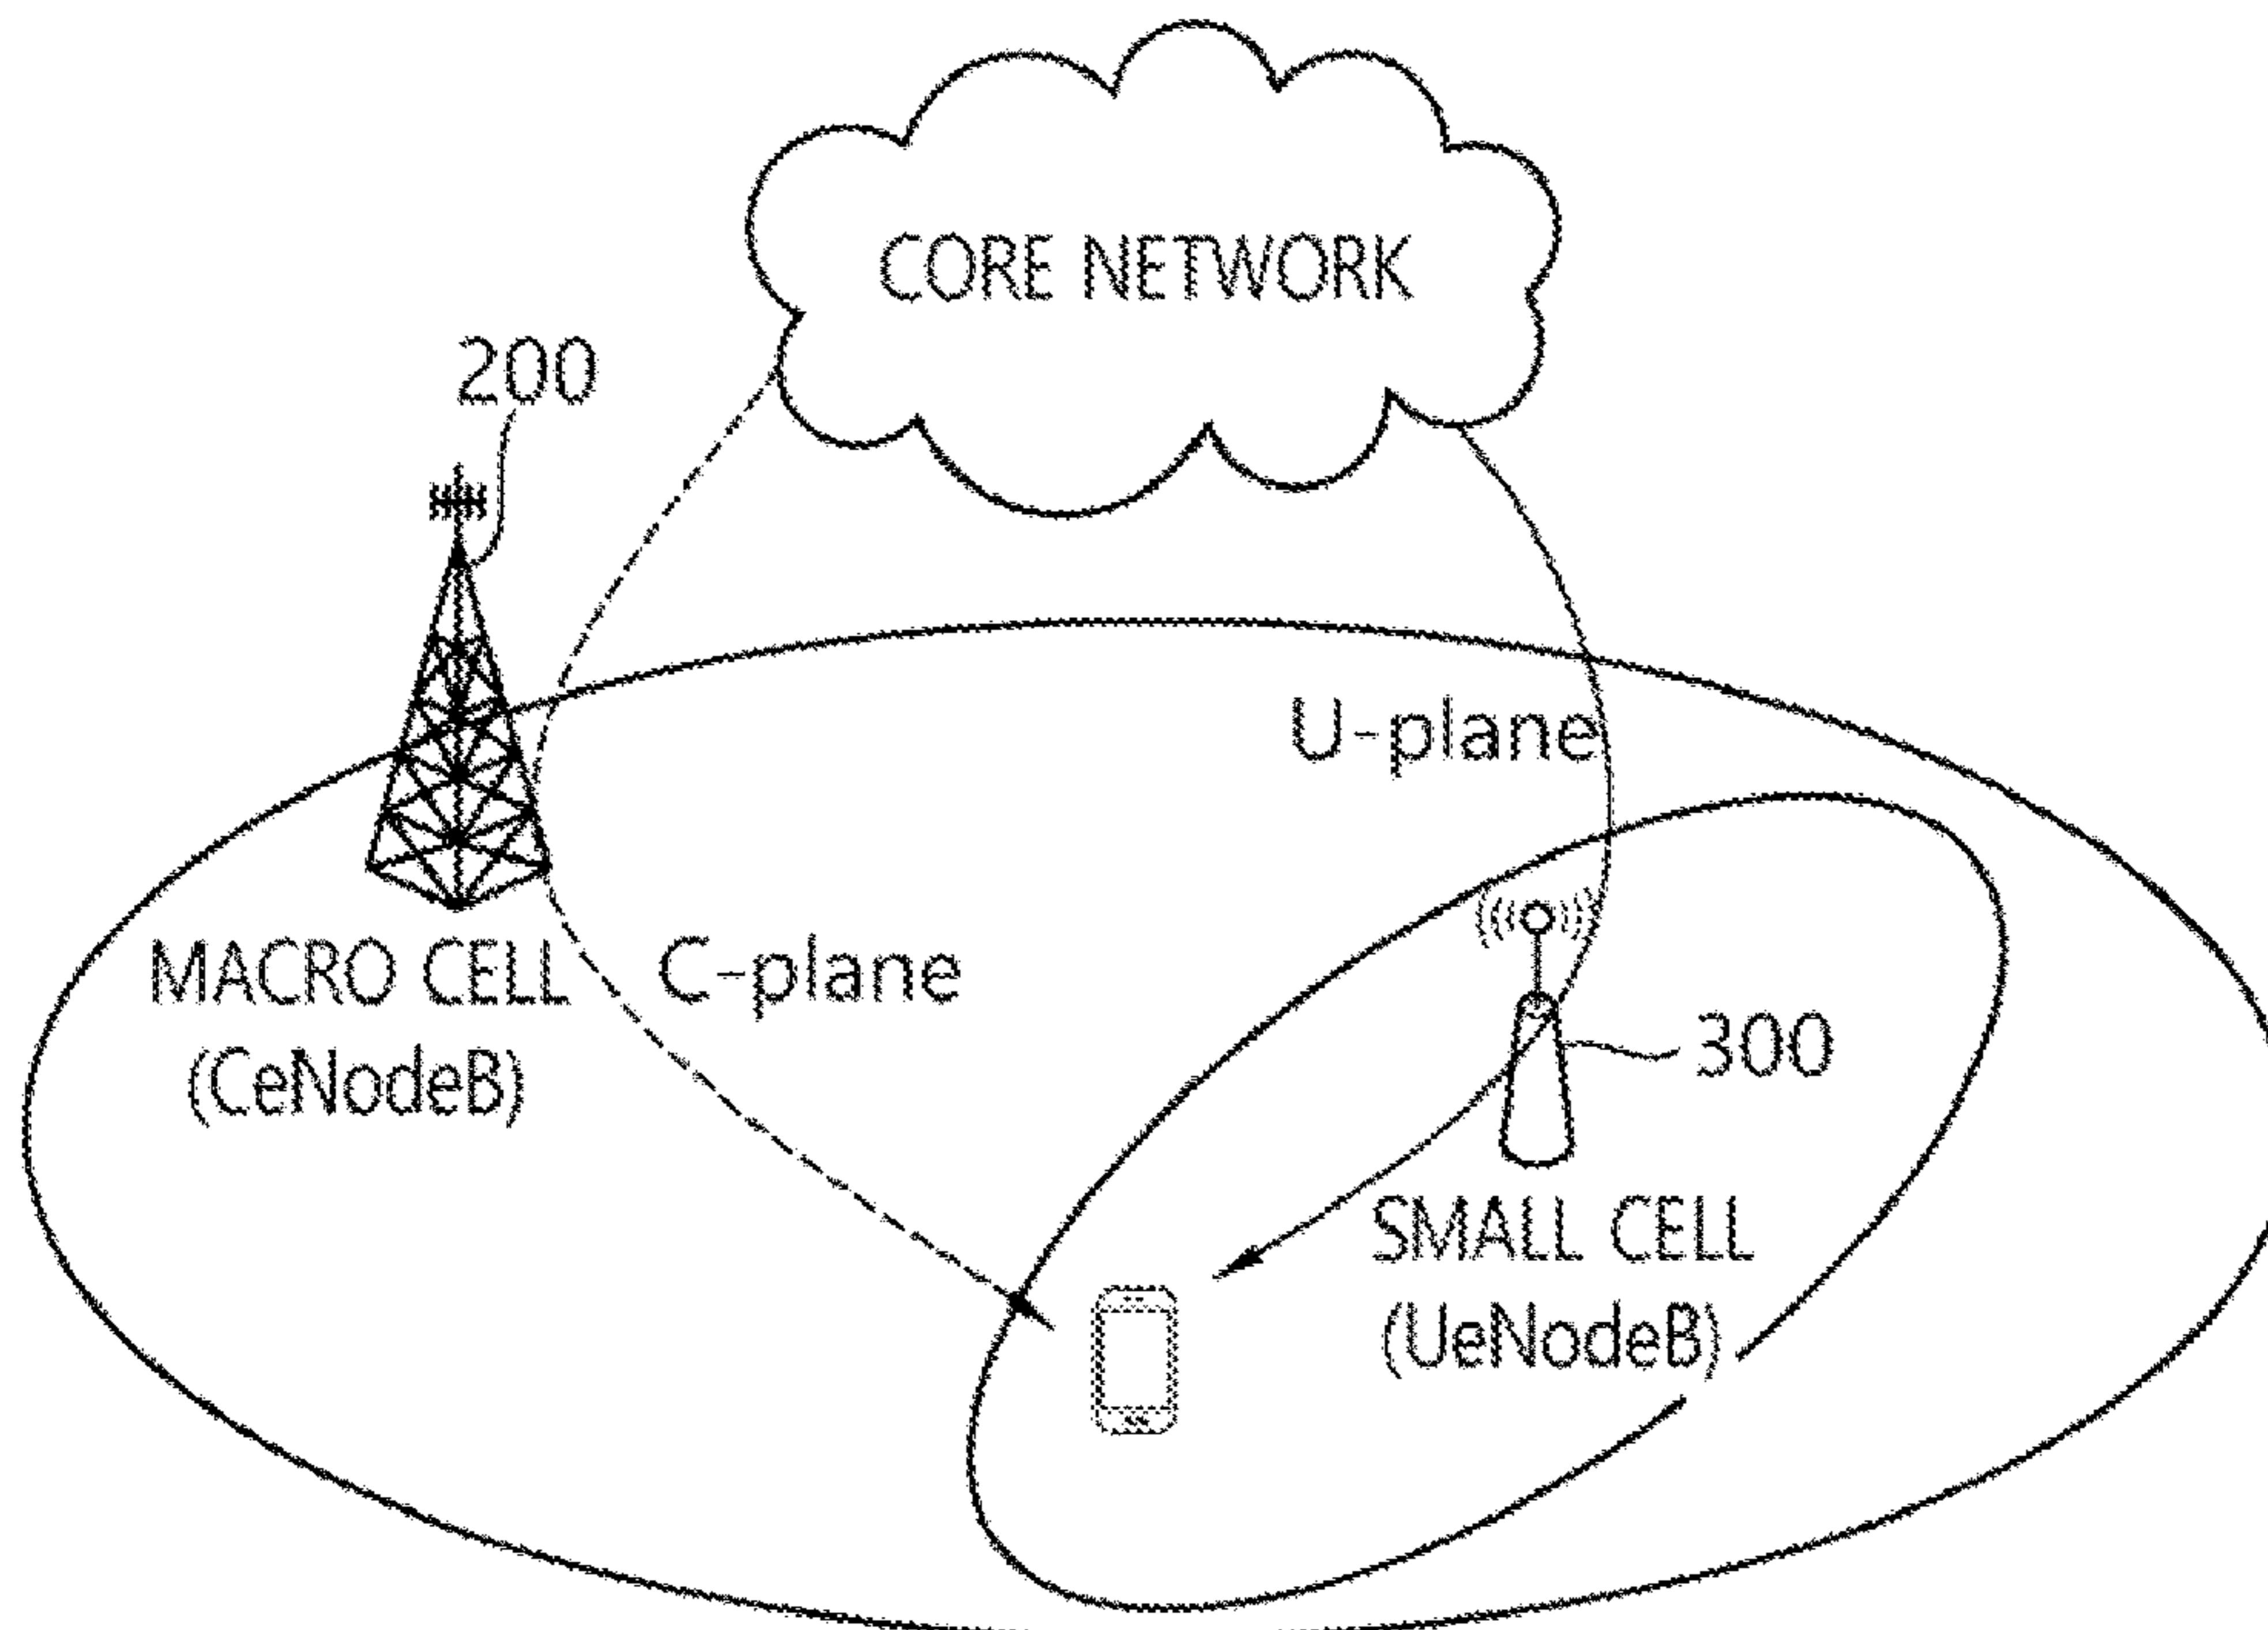 CORE NETWORK
200
U-plane
MACRO CELL
(CeNodeB)
C-plane
300
SMALL CELL
(UeNodeB)